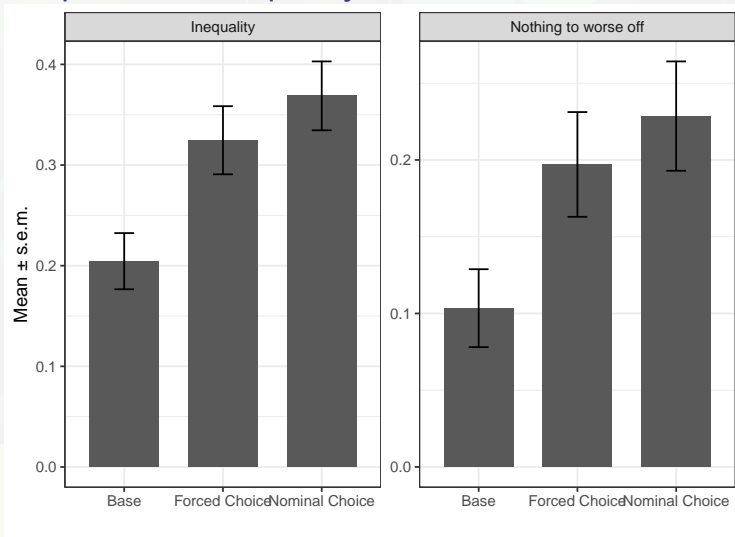 Inequality
Nothing to worse off
Mean ± s.e.m.
0.4
0.3
0.2
0.1
0.0
0.2
0.1
0.0
Base Forced Choice Nominal Choice
Base Forced Choice Nominal Choice